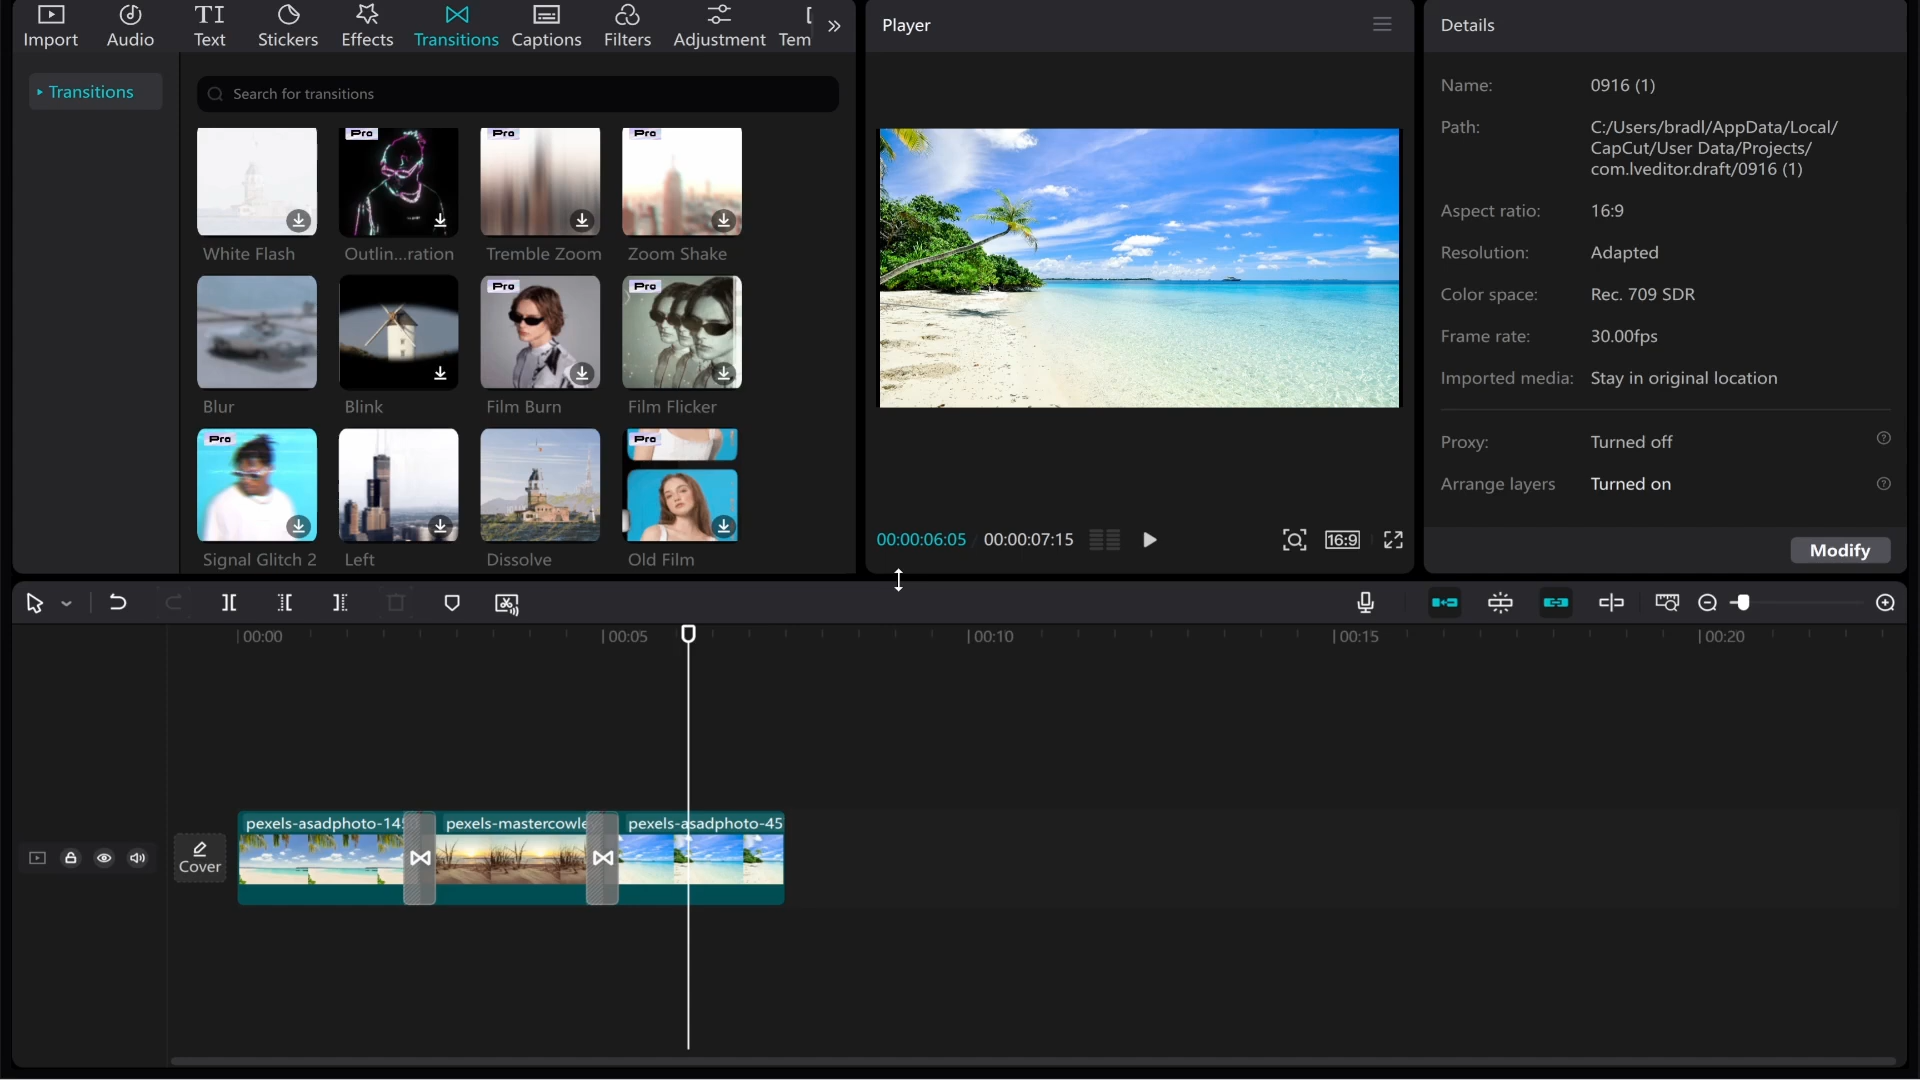 Import
Audio
Text
Stickers
Effects
Transitions
Captions
Filters
Adjustment
Tem
Player
Details
Transitions
Search for transitions
Pro
Pro
Pro
White Flash
Outlin...ration
Tremble Zoom
Zoom Shake
Pro
Pro
Blur
Blink
Film Burn
Film Flicker
Pro
Pro
Signal Glitch 2
Left
Dissolve
Old Film
00:00:06:05 / 00:00:07:15
16:9
Name: 0916 (1)
Path: C:/Users/bradl/AppData/Local/
CapCut/User Data/Projects/
com.lveditor.draft/0916 (1)
Aspect ratio: 16:9
Resolution: Adapted
Color space: Rec. 709 SDR
Frame rate: 30.00fps
Imported media: Stay in original location
Proxy: Turned off
Arrange layers Turned on
Modify
00:00
00:05
00:10
00:15
00:20
Cover
pexels-asadphoto-14
pexels-mastercowle
pexels-asadphoto-45